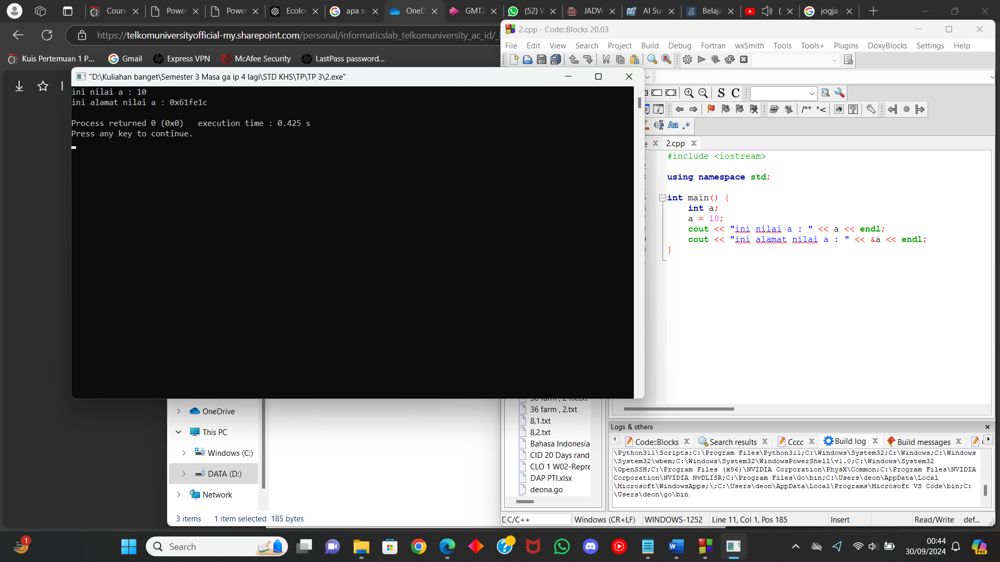 Cours
Power
Power
Ecolo
apa sa
OneD
GMT2
(52) W
JADW
AI Sur
Belaja
jogja
https://telkomuniversityofficial-my.sharepoint.com/personal/informaticslab_telkomuniversity_ac_id/_
Kuis Pertemuan 1 P...
Gmail
Express VPN
McAfee Security
LastPass password...
2.cpp - Code::Blocks 20.03
File Edit View Search Project Build Debug Fortran wxSmith Tools Tools+ Plugins DoxyBlocks Settings Help
S C
/** *<
Aa .*
"D:\Kuliahan banget\Semester 3 Masa ga ip 4 lagi\STD KHS\TP\TP 3\2.exe"
ini nilai a : 10
ini alamat nilai a : 0x61fe1c
Process returned 0 (0x0)   execution time : 0.425 s
Press any key to continue.
2.cpp
#include <iostream>
using namespace std;
int main() {
int a;
a = 10;
cout << "ini nilai a : " << a << endl;
cout << "ini alamat nilai a : " << &a << endl;
}
OneDrive
This PC
Windows (C:)
DATA (D:)
Network
3 items
1 item selected 185 bytes
36 farm , 2.txt
8,1.txt
8,2.txt
Bahasa Indonesia
CID 20 Days rand
CLO 1 W02-Repre
DAP PTI.xlsx
deona.go
Logs & others
Code::Blocks
Search results
Cccc
Build log
Build messages
\Python311\Scripts;C:\Program Files\Python311;C:\Windows\System32;C:\Windows;C:\Windows
\System32\wbem;C:\Windows\System32\WindowsPowerShell\v1.0;C:\Windows\System32
\OpenSSH;C:\Program Files (x86)\NVIDIA Corporation\PhysX\Common;C:\Program Files\NVIDIA
Corporation\NVIDIA NvDLISR;C:\Program Files\Go\bin;C:\Users\deon\AppData\Local
\Microsoft\WindowsApps;\;C:\Users\deon\AppData\Local\Programs\Microsoft VS Code\bin;C:
\Users\deon\go\bin
C/C++
Windows (CR+LF)
WINDOWS-1252
Line 11, Col 1, Pos 185
Insert
Read/Write
def...
1
Search
00:44
30/09/2024
PRE